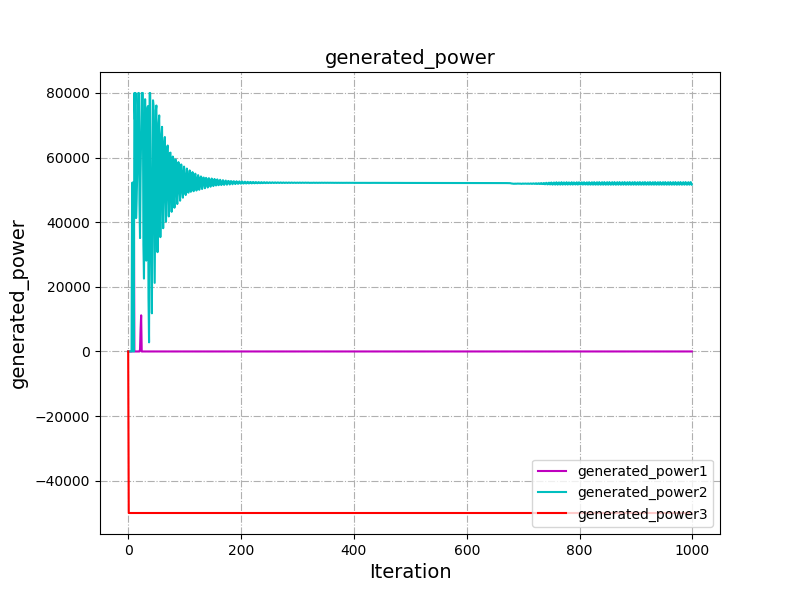 generated_power
80000
60000
40000
20000
0
−20000
−40000
generated_power
generated_power1
generated_power2
generated_power3
0
200
400
600
800
1000
Iteration